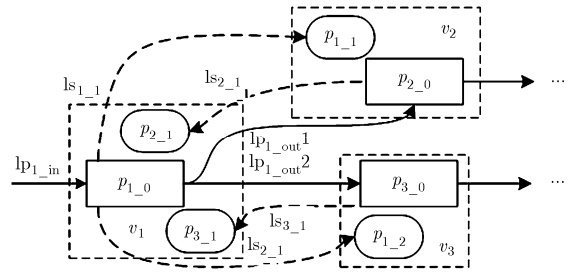 p1_1
v2
ls1_1
ls2_1
p2_0
...
p2_1
lp1_out1
lp1_in
lp1_out2
p1_0
p3_0
...
ls3_1
v1
p3_1
ls2_1
p1_2
v3